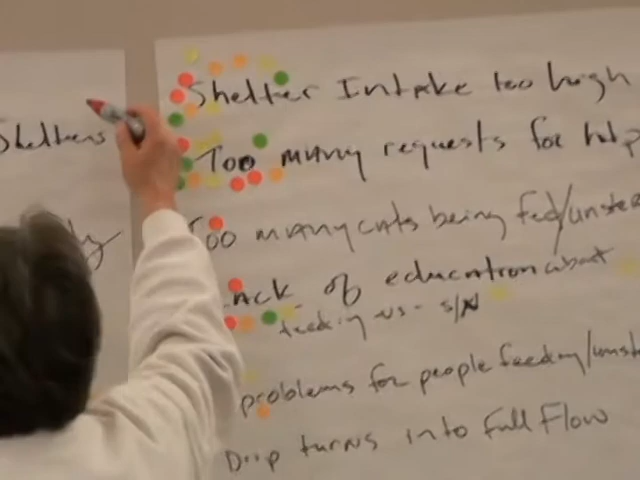 Shelters
Shelter Intake too high
Too many requests for help
Too many cats being fed/unste
Lack of education about
feeding vs - S/N
problems for people feeding/unst
Drip turns into full Flow